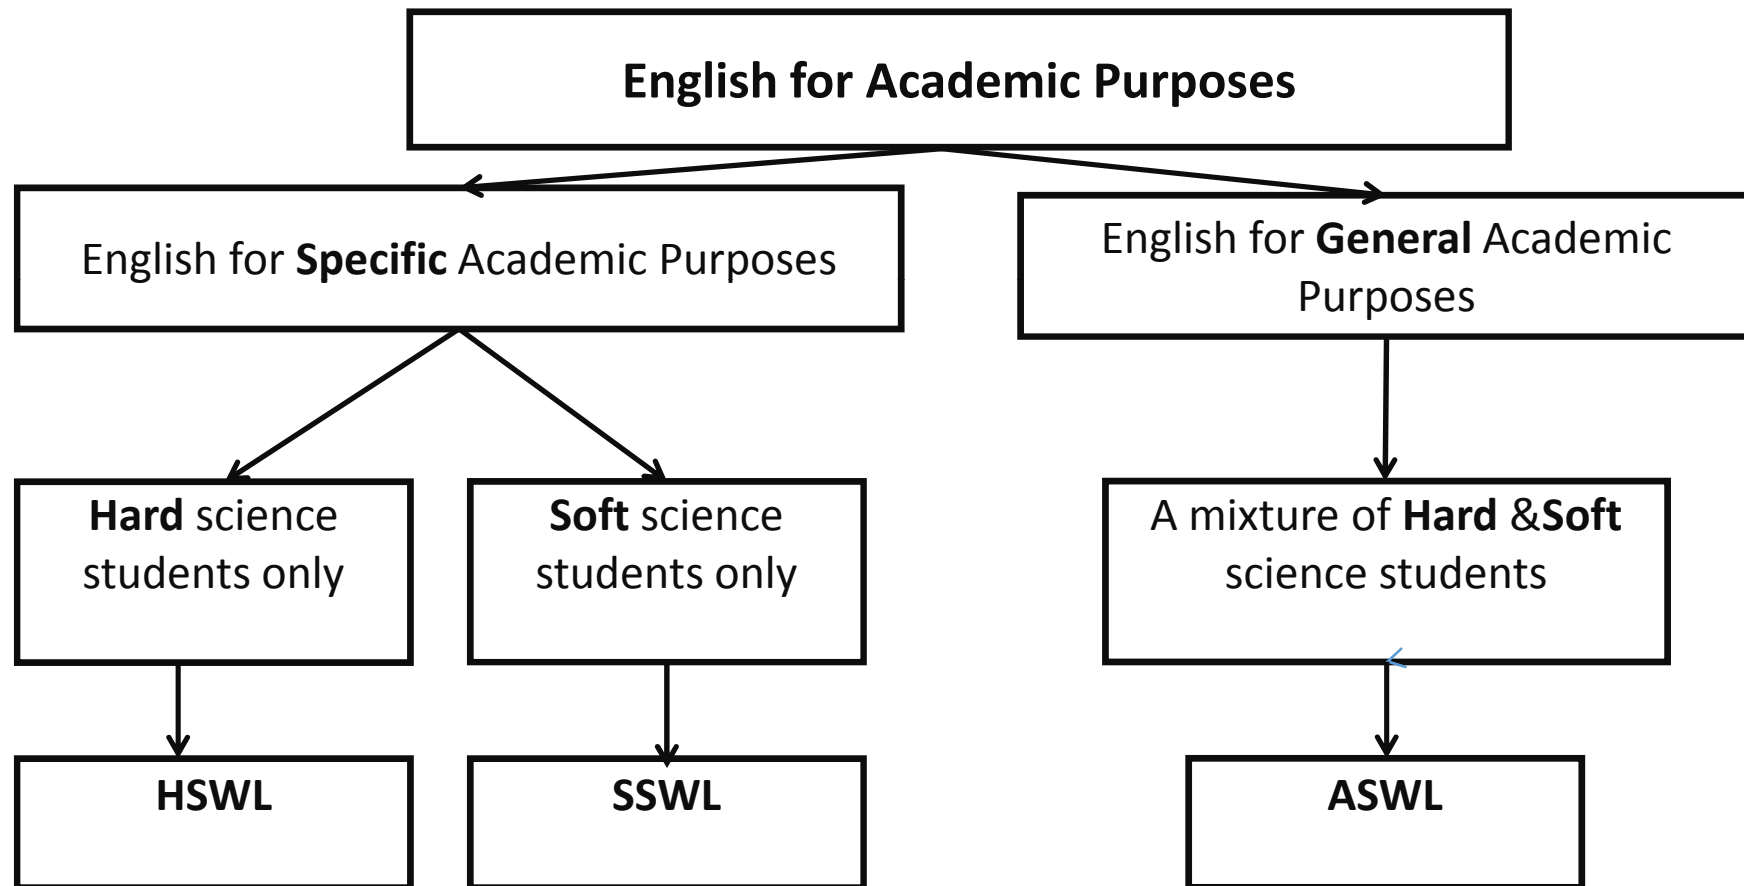 English for Academic Purposes
English for Specific Academic Purposes
English for General Academic
Purposes
Hard science
students only
Soft science
students only
A mixture of Hard &Soft
science students
HSWL
SSWL
ASWL